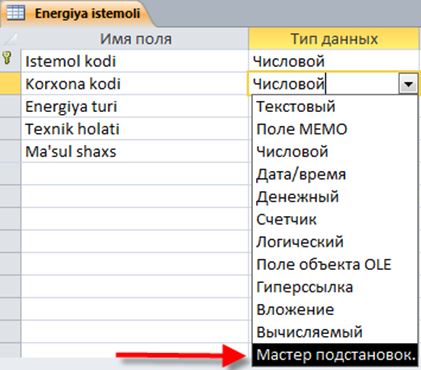 Energiya istemoli
Имя поля Тип данных
Istemol kodi Числовой
Korxona kodi Числовой
Energiya turi Текстовый
Texnik holati Поле МЕМО
Ma'sul shaxs Числовой
Дата/время
Денежный
Счетчик
Логический
Поле объекта OLE
Гиперссылка
Вложение
Вычисляемый
Мастер подстановок.